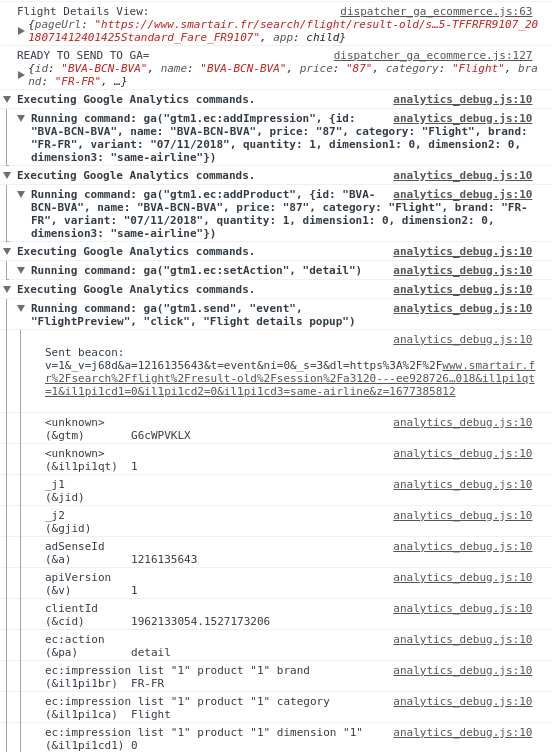 Flight Details View: dispatcher_ga_ecommerce.js:63
{pageUrl: "https://www.smartair.fr/search/flight/result-old/s…5-TFFRFR9107_20
18071412401425Standard_Fare_FR9107", app: child}
READY TO SEND TO GA= dispatcher_ga_ecommerce.js:127
{id: "BVA-BCN-BVA", name: "BVA-BCN-BVA", price: "87", category: "Flight", bra
nd: "FR-FR", …}
Executing Google Analytics commands. analytics_debug.js:10
Running command: ga("gtm1.ec:addImpression", {id: analytics_debug.js:10
"BVA-BCN-BVA", name: "BVA-BCN-BVA", price: "87", category: "Flight", brand:
"FR-FR", variant: "07/11/2018", quantity: 1, dimension1: 0, dimension2: 0,
dimension3: "same-airline"})
Executing Google Analytics commands. analytics_debug.js:10
Running command: ga("gtm1.ec:addProduct", {id: "BVA- analytics_debug.js:10
BCN-BVA", name: "BVA-BCN-BVA", price: "87", category: "Flight", brand: "FR-
FR", variant: "07/11/2018", quantity: 1, dimension1: 0, dimension2: 0,
dimension3: "same-airline"})
Executing Google Analytics commands. analytics_debug.js:10
Running command: ga("gtm1.ec:setAction", "detail") analytics_debug.js:10
Executing Google Analytics commands. analytics_debug.js:10
Running command: ga("gtm1.send", "event", analytics_debug.js:10
"FlightPreview", "click", "Flight details popup")
analytics_debug.js:10
Sent beacon:
v=1&_v=j68d&a=1216135643&t=event&ni=0&_s=3&dl=https%3A%2F%2Fwww.smartair.f
r%2Fsearch%2Fflight%2Fresult-old%2Fsession%2Fa3120---ee928726…018&il1pi1qt
=1&il1pi1cd1=0&il1pi1cd2=0&il1pi1cd3=same-airline&z=1677385812
<unknown> analytics_debug.js:10
(&gtm) G6cWPVKLX
<unknown> analytics_debug.js:10
(&il1pi1qt) 1
_j1 analytics_debug.js:10
(&jid)
_j2 analytics_debug.js:10
(&gjid)
adSenseId analytics_debug.js:10
(&a) 1216135643
apiVersion analytics_debug.js:10
(&v) 1
clientId analytics_debug.js:10
(&cid) 1962133054.1527173206
ec:action analytics_debug.js:10
(&pa) detail
ec:impression list "1" product "1" brand analytics_debug.js:10
(&il1pi1br) FR-FR
ec:impression list "1" product "1" category analytics_debug.js:10
(&il1pi1ca) Flight
ec:impression list "1" product "1" dimension "1" analytics_debug.js:10
(&il1pi1cd1) 0